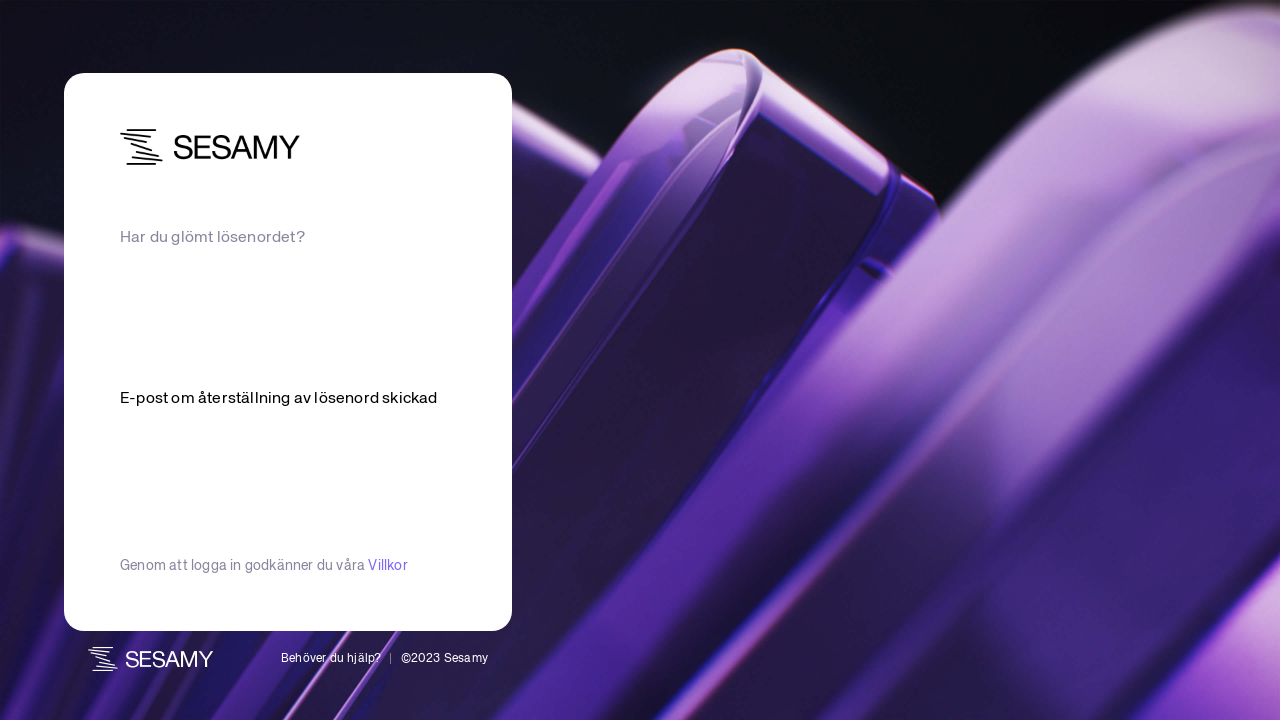 SESAMY
Har du glömt lösenordet?
E-post om återställning av lösenord skickad
Genom att logga in godkänner du våra Villkor
SESAMY
Behöver du hjälp? | ©2023 Sesamy